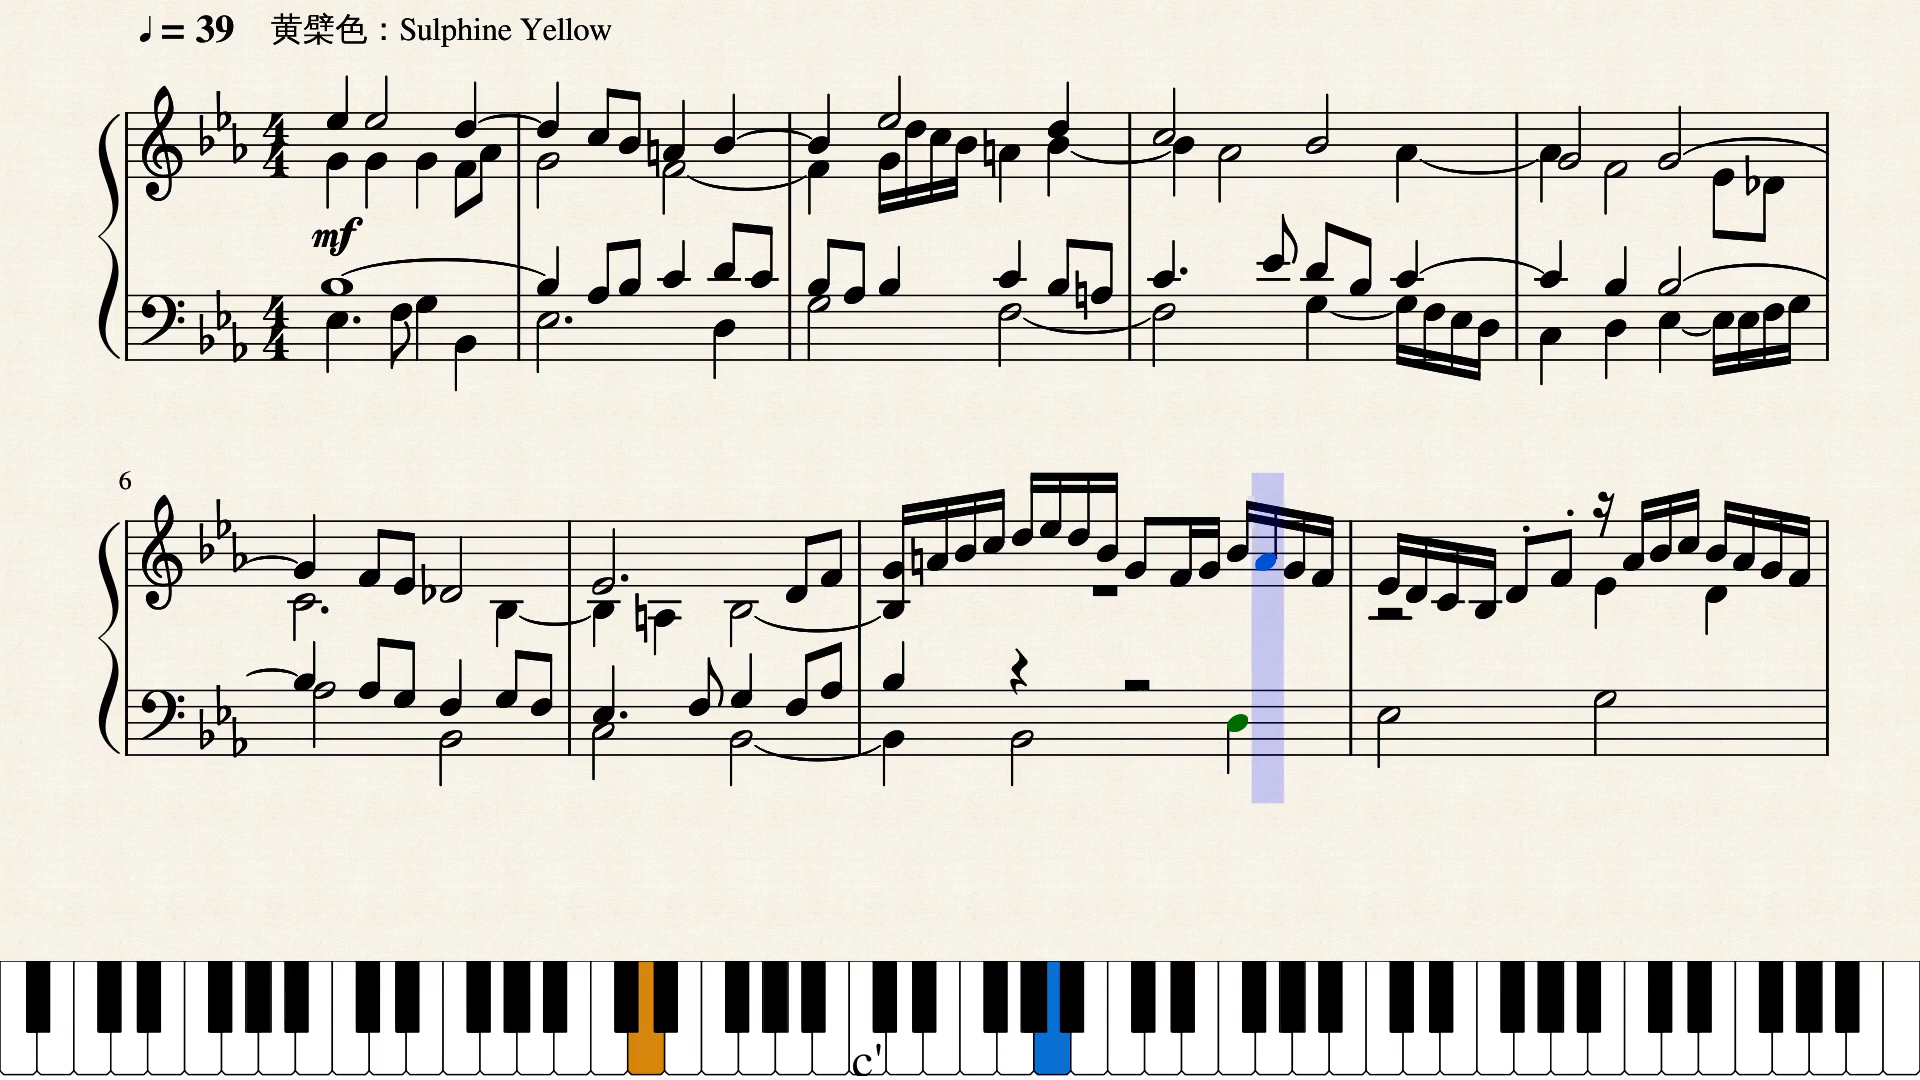 ♩ = 39 黄檗色：Sulphine Yellow
mf
6
c'